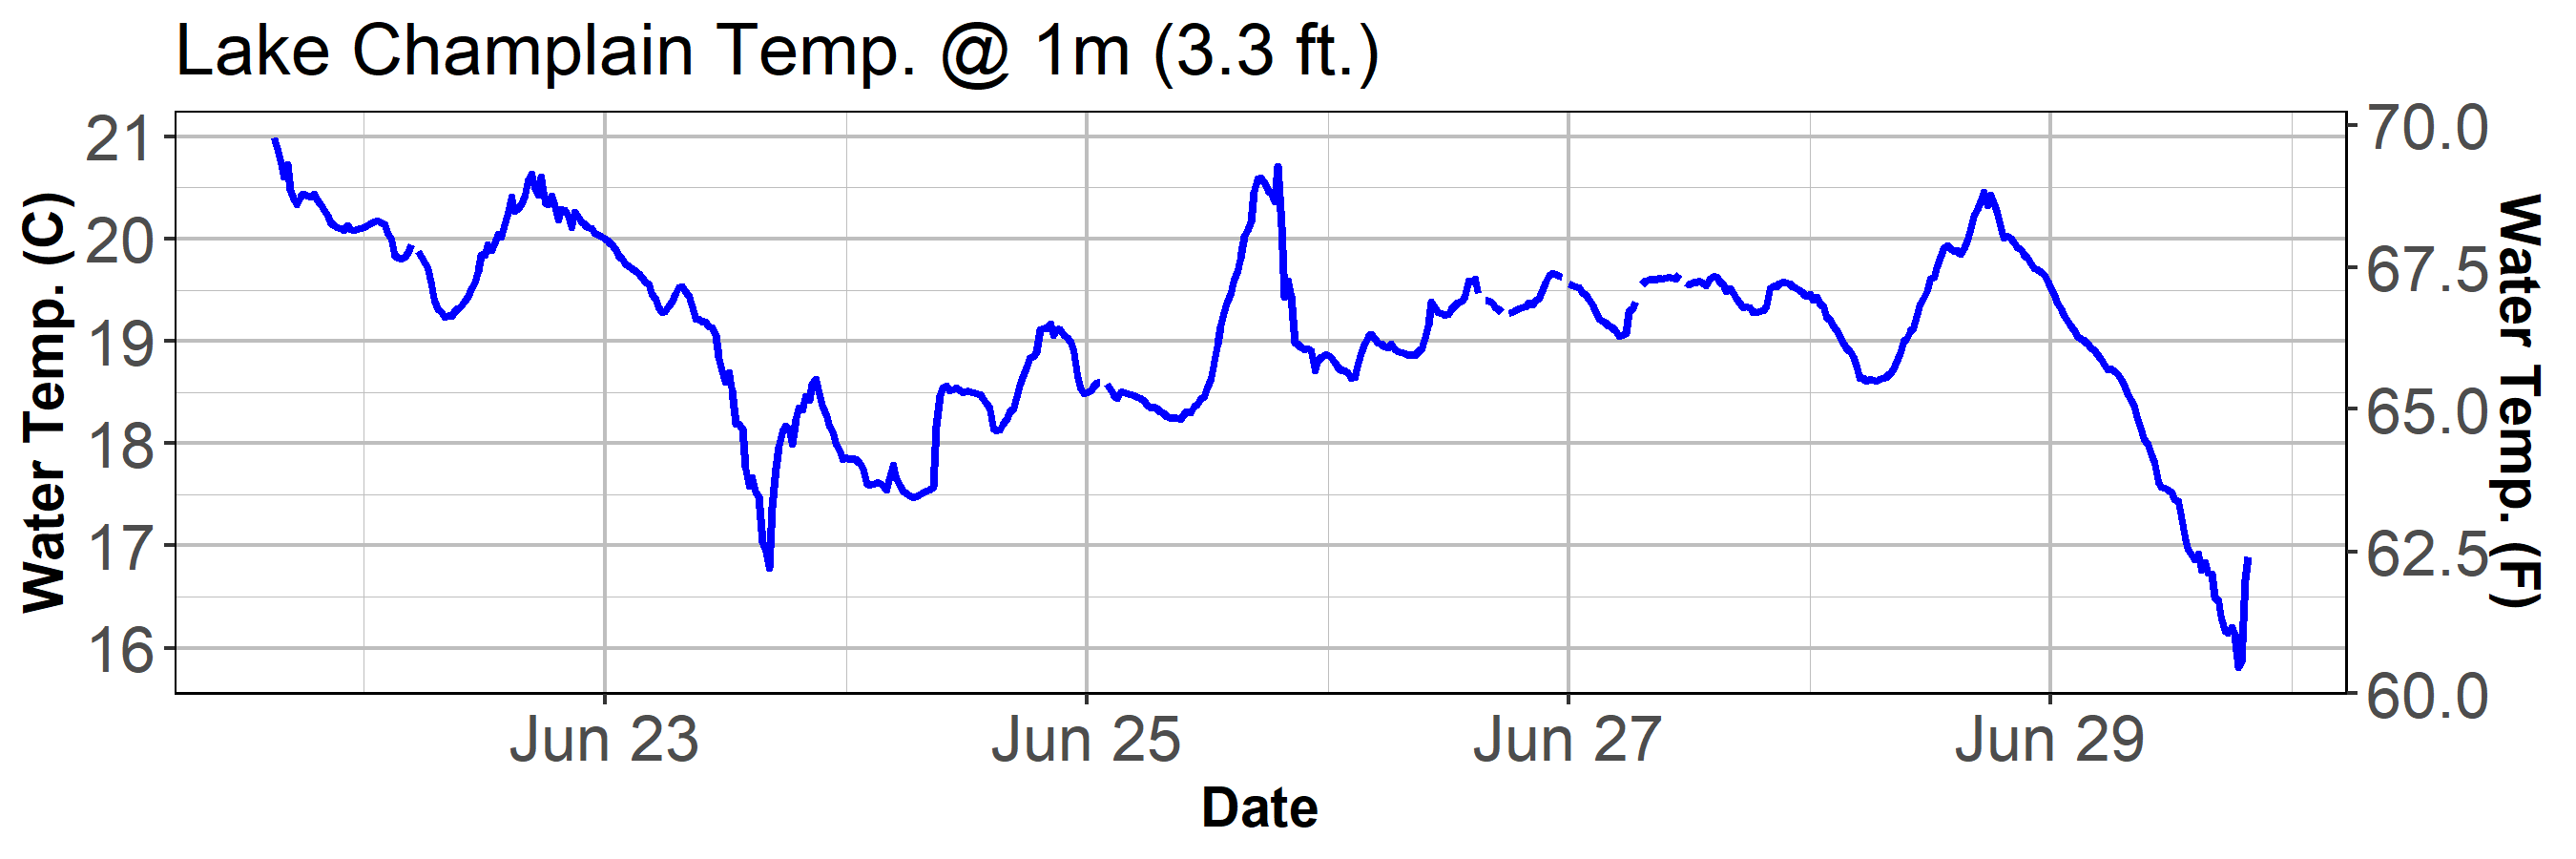 Lake Champlain Temp. @ 1m (3.3 ft.)
Water Temp. (C)
21
20
19
18
17
16
70.0
67.5
65.0
62.5
60.0
Water Temp. (F)
Jun 23 Jun 25 Jun 27 Jun 29
Date